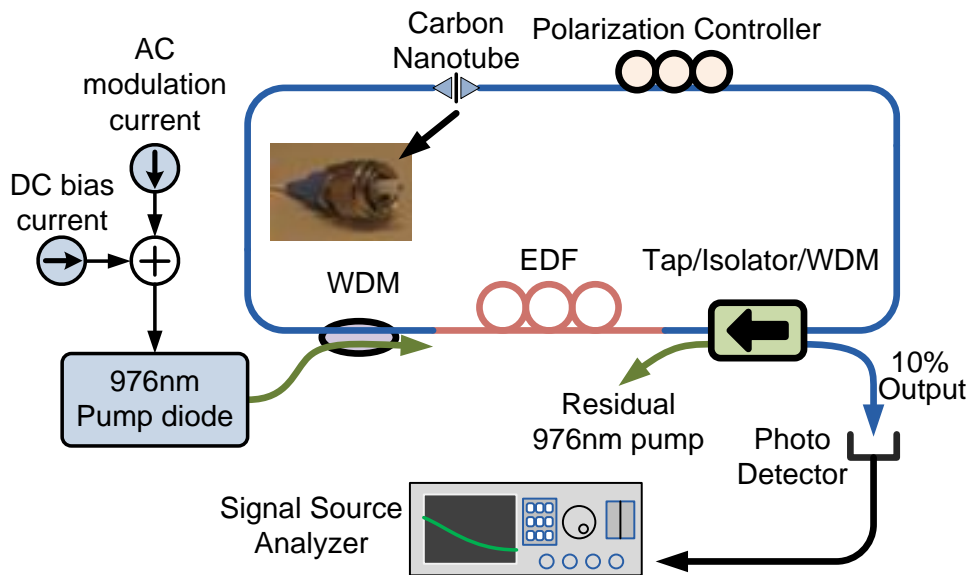 AC
modulation
current
Carbon
Nanotube
Polarization Controller
DC bias
current
WDM
EDF
Tap/Isolator/WDM
976nm
Pump diode
Residual
976nm pump
10%
Output
Photo
Detector
Signal Source
Analyzer